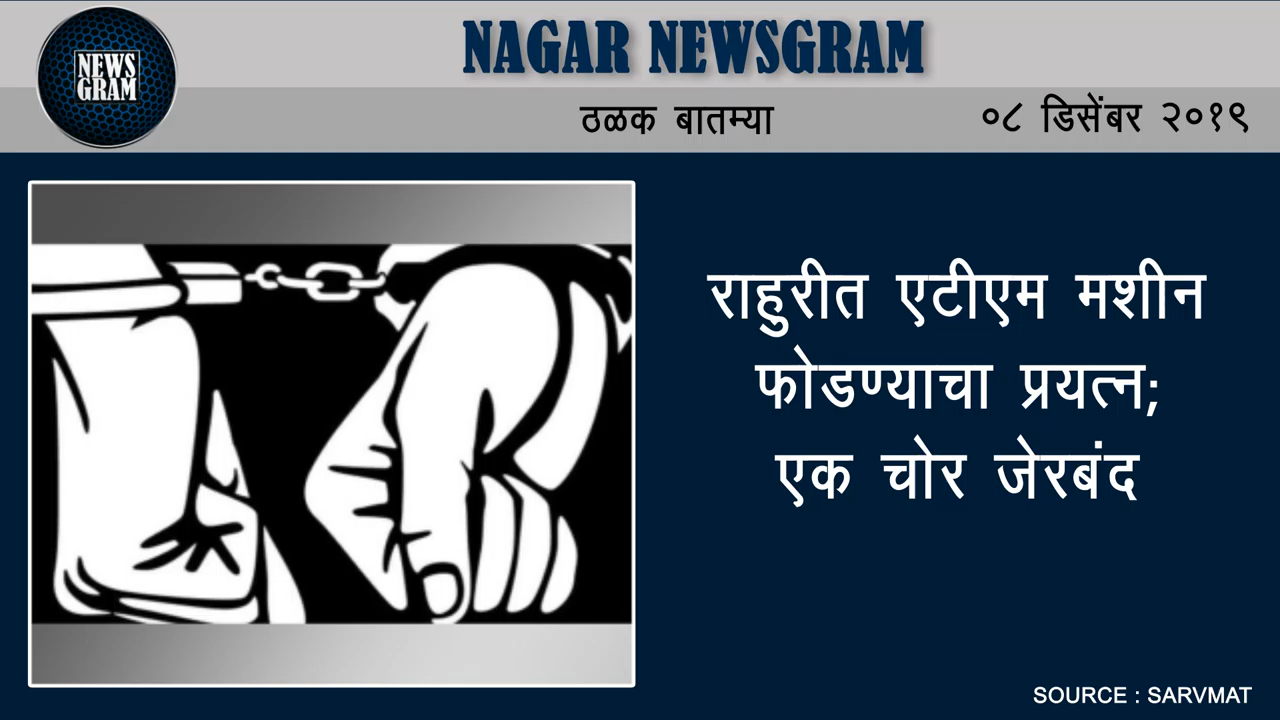 NEWS
GRAM
NAGAR NEWSGRAM
ठळक बातम्या
०८ डिसेंबर २०१९
राहुरीत एटीएम मशीन
फोडण्याचा प्रयत्न;
एक चोर जेरबंद
SOURCE : SARVMAT